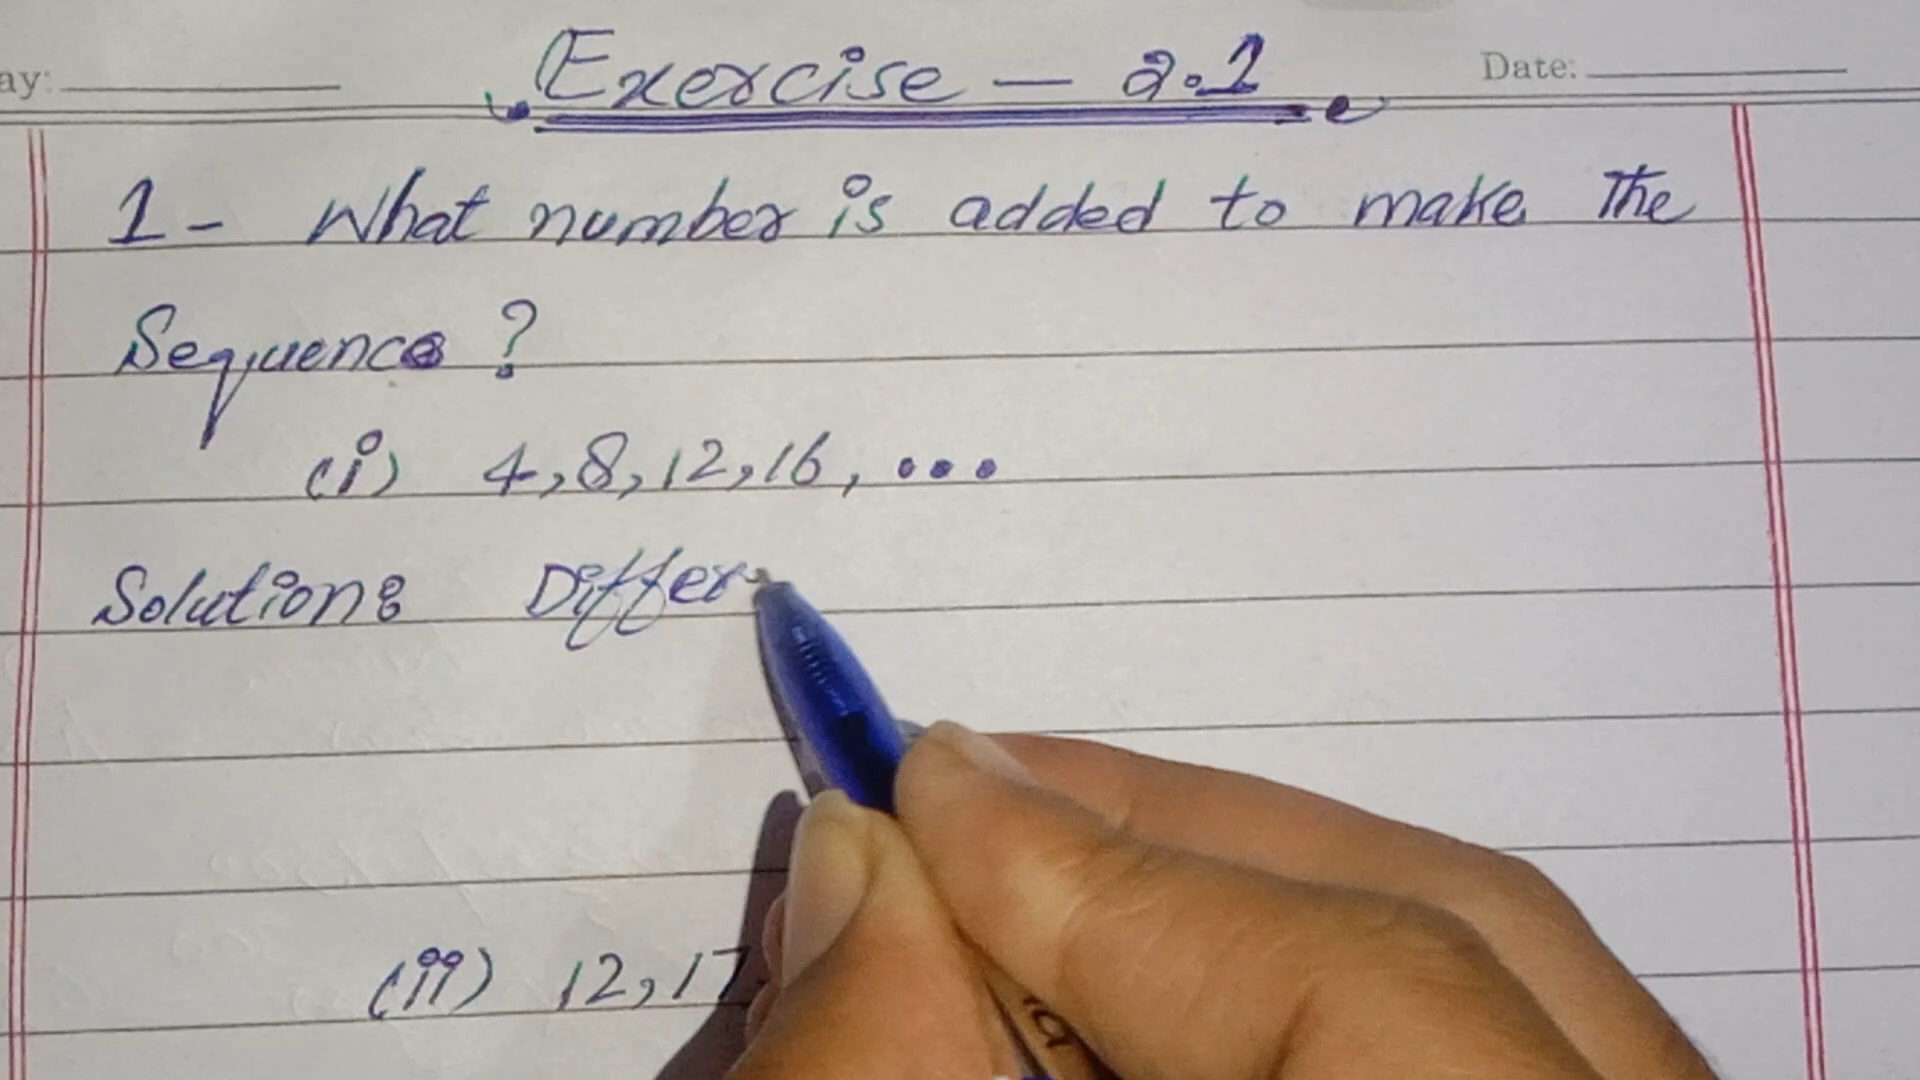 Exercise - 2.1
Date:
1- What number is added to make the
Sequence ?
(i) 4, 8, 12, 16, ...
Solution: Differ
(ii) 12, 17